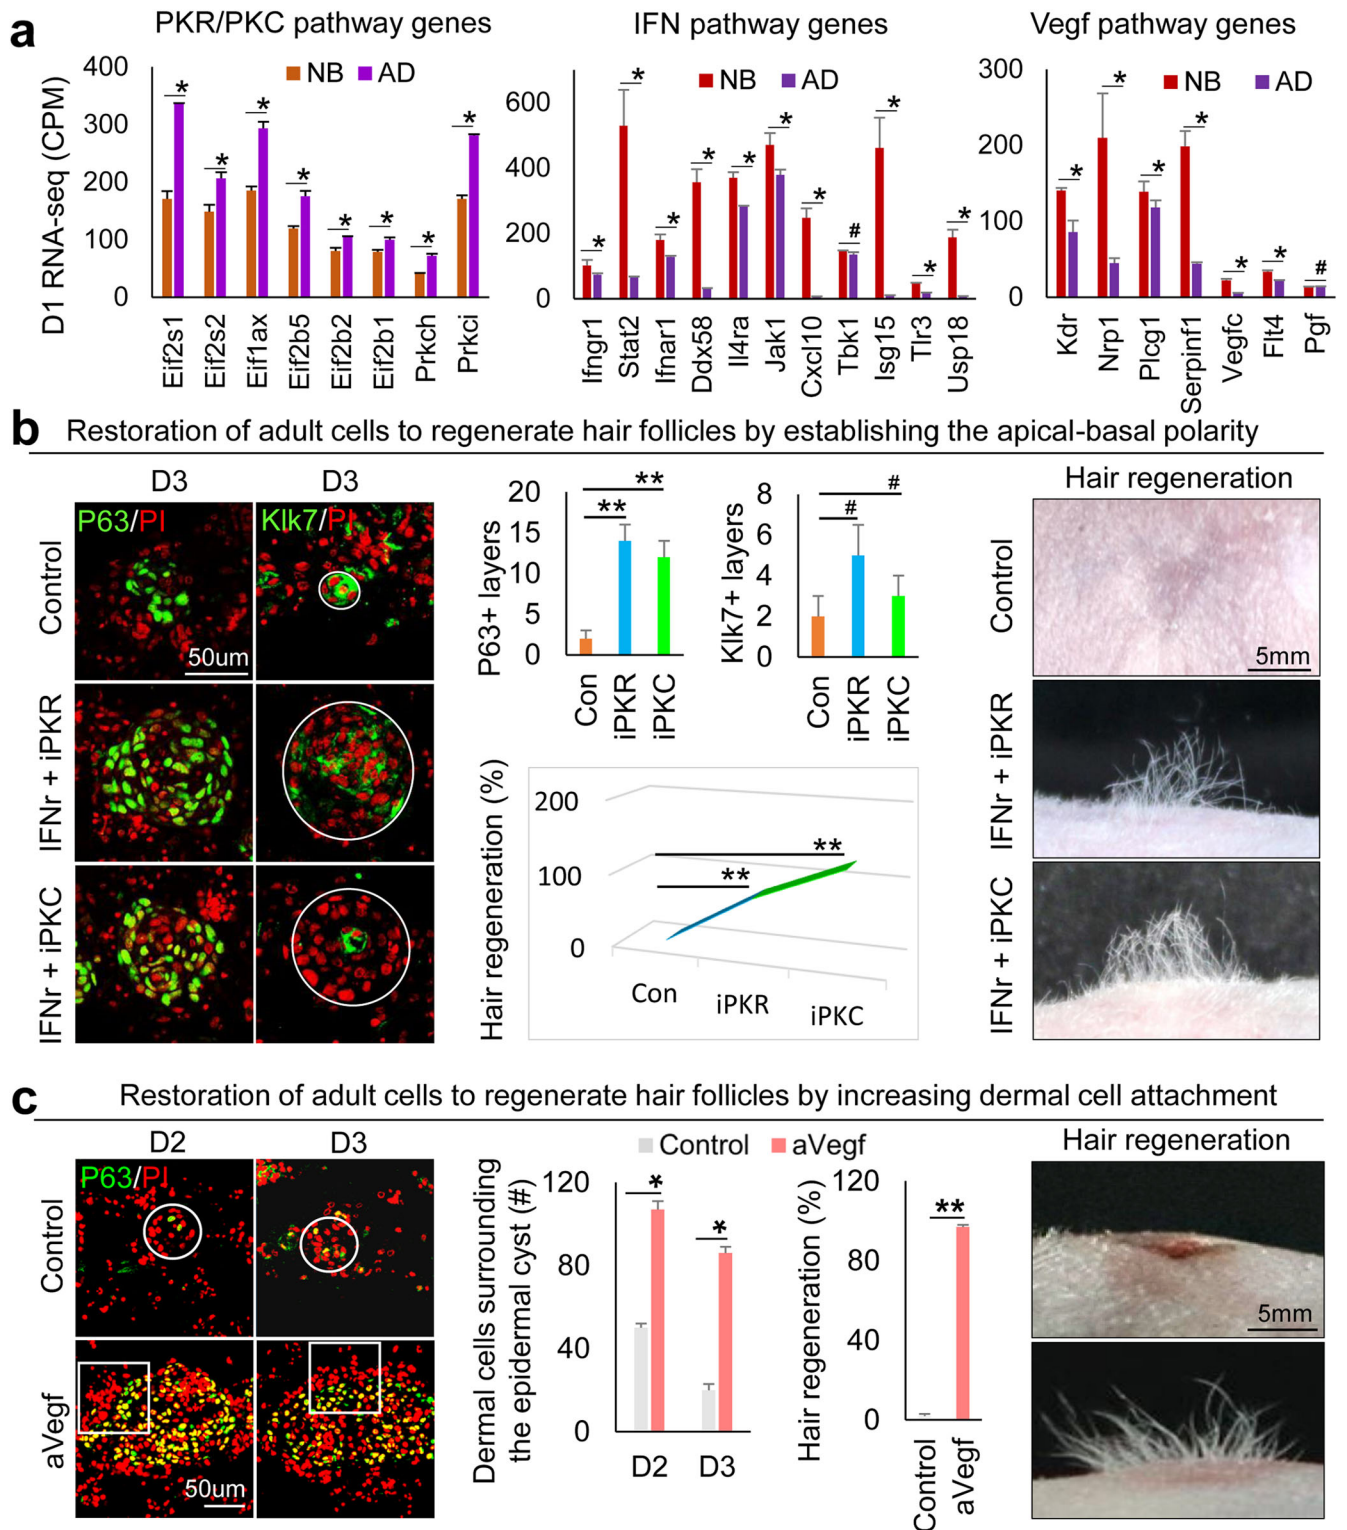 a
PKR/PKC pathway genes
IFN pathway genes
Vegf pathway genes
D1 RNA-seq (CPM)
400
300
200
100
0
NB AD
* * * * * * * *
Eif2s1
Eif2s2
Eif1ax
Eif2b5
Eif2b2
Eif2b1
Prkch
Prkci
600
400
200
0
NB AD
* * * * * * * # * * *
Ifngr1
Stat2
Ifnar1
Ddx58
Il4ra
Jak1
Cxcl10
Tbk1
Isg15
Tlr3
Usp18
300
200
100
0
NB AD
* * * * * * #
Kdr
Nrp1
Plcg1
Serpinf1
Vegfc
Flt4
Pgf
b
Restoration of adult cells to regenerate hair follicles by establishing the apical-basal polarity
D3
D3
P63/PI
Klk7/PI
Control
50um
IFNr + iPKR
IFNr + iPKC
P63+ layers
20
15
10
5
0
**
**
Con
iPKR
iPKC
Klk7+ layers
8
6
4
2
0
#
#
Con
iPKR
iPKC
Hair regeneration (%)
200
100
0
**
**
Con
iPKR
iPKC
Hair regeneration
Control
5mm
IFNr + iPKR
IFNr + iPKC
c
Restoration of adult cells to regenerate hair follicles by increasing dermal cell attachment
D2
D3
P63/PI
Control
aVegf
50um
Control aVegf
Dermal cells surrounding
the epidermal cyst (#)
120
80
40
0
*
*
D2
D3
Hair regeneration (%)
120
80
40
0
**
Control
aVegf
Hair regeneration
5mm